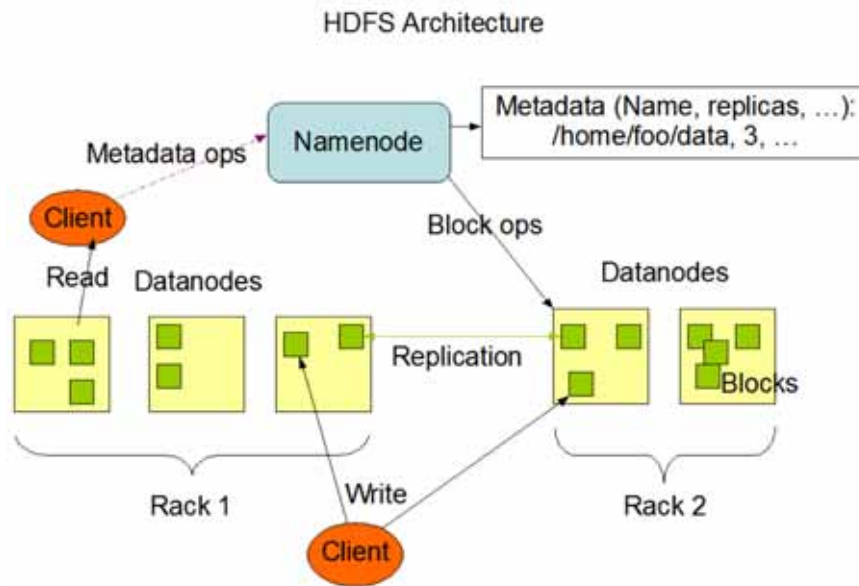 HDFS Architecture
Metadata (Name, replicas, ...):
/home/foo/data, 3, ...
Namenode
Metadata ops
Client
Block ops
Read
Datanodes
Datanodes
Replication
Blocks
Rack 1
Write
Rack 2
Client